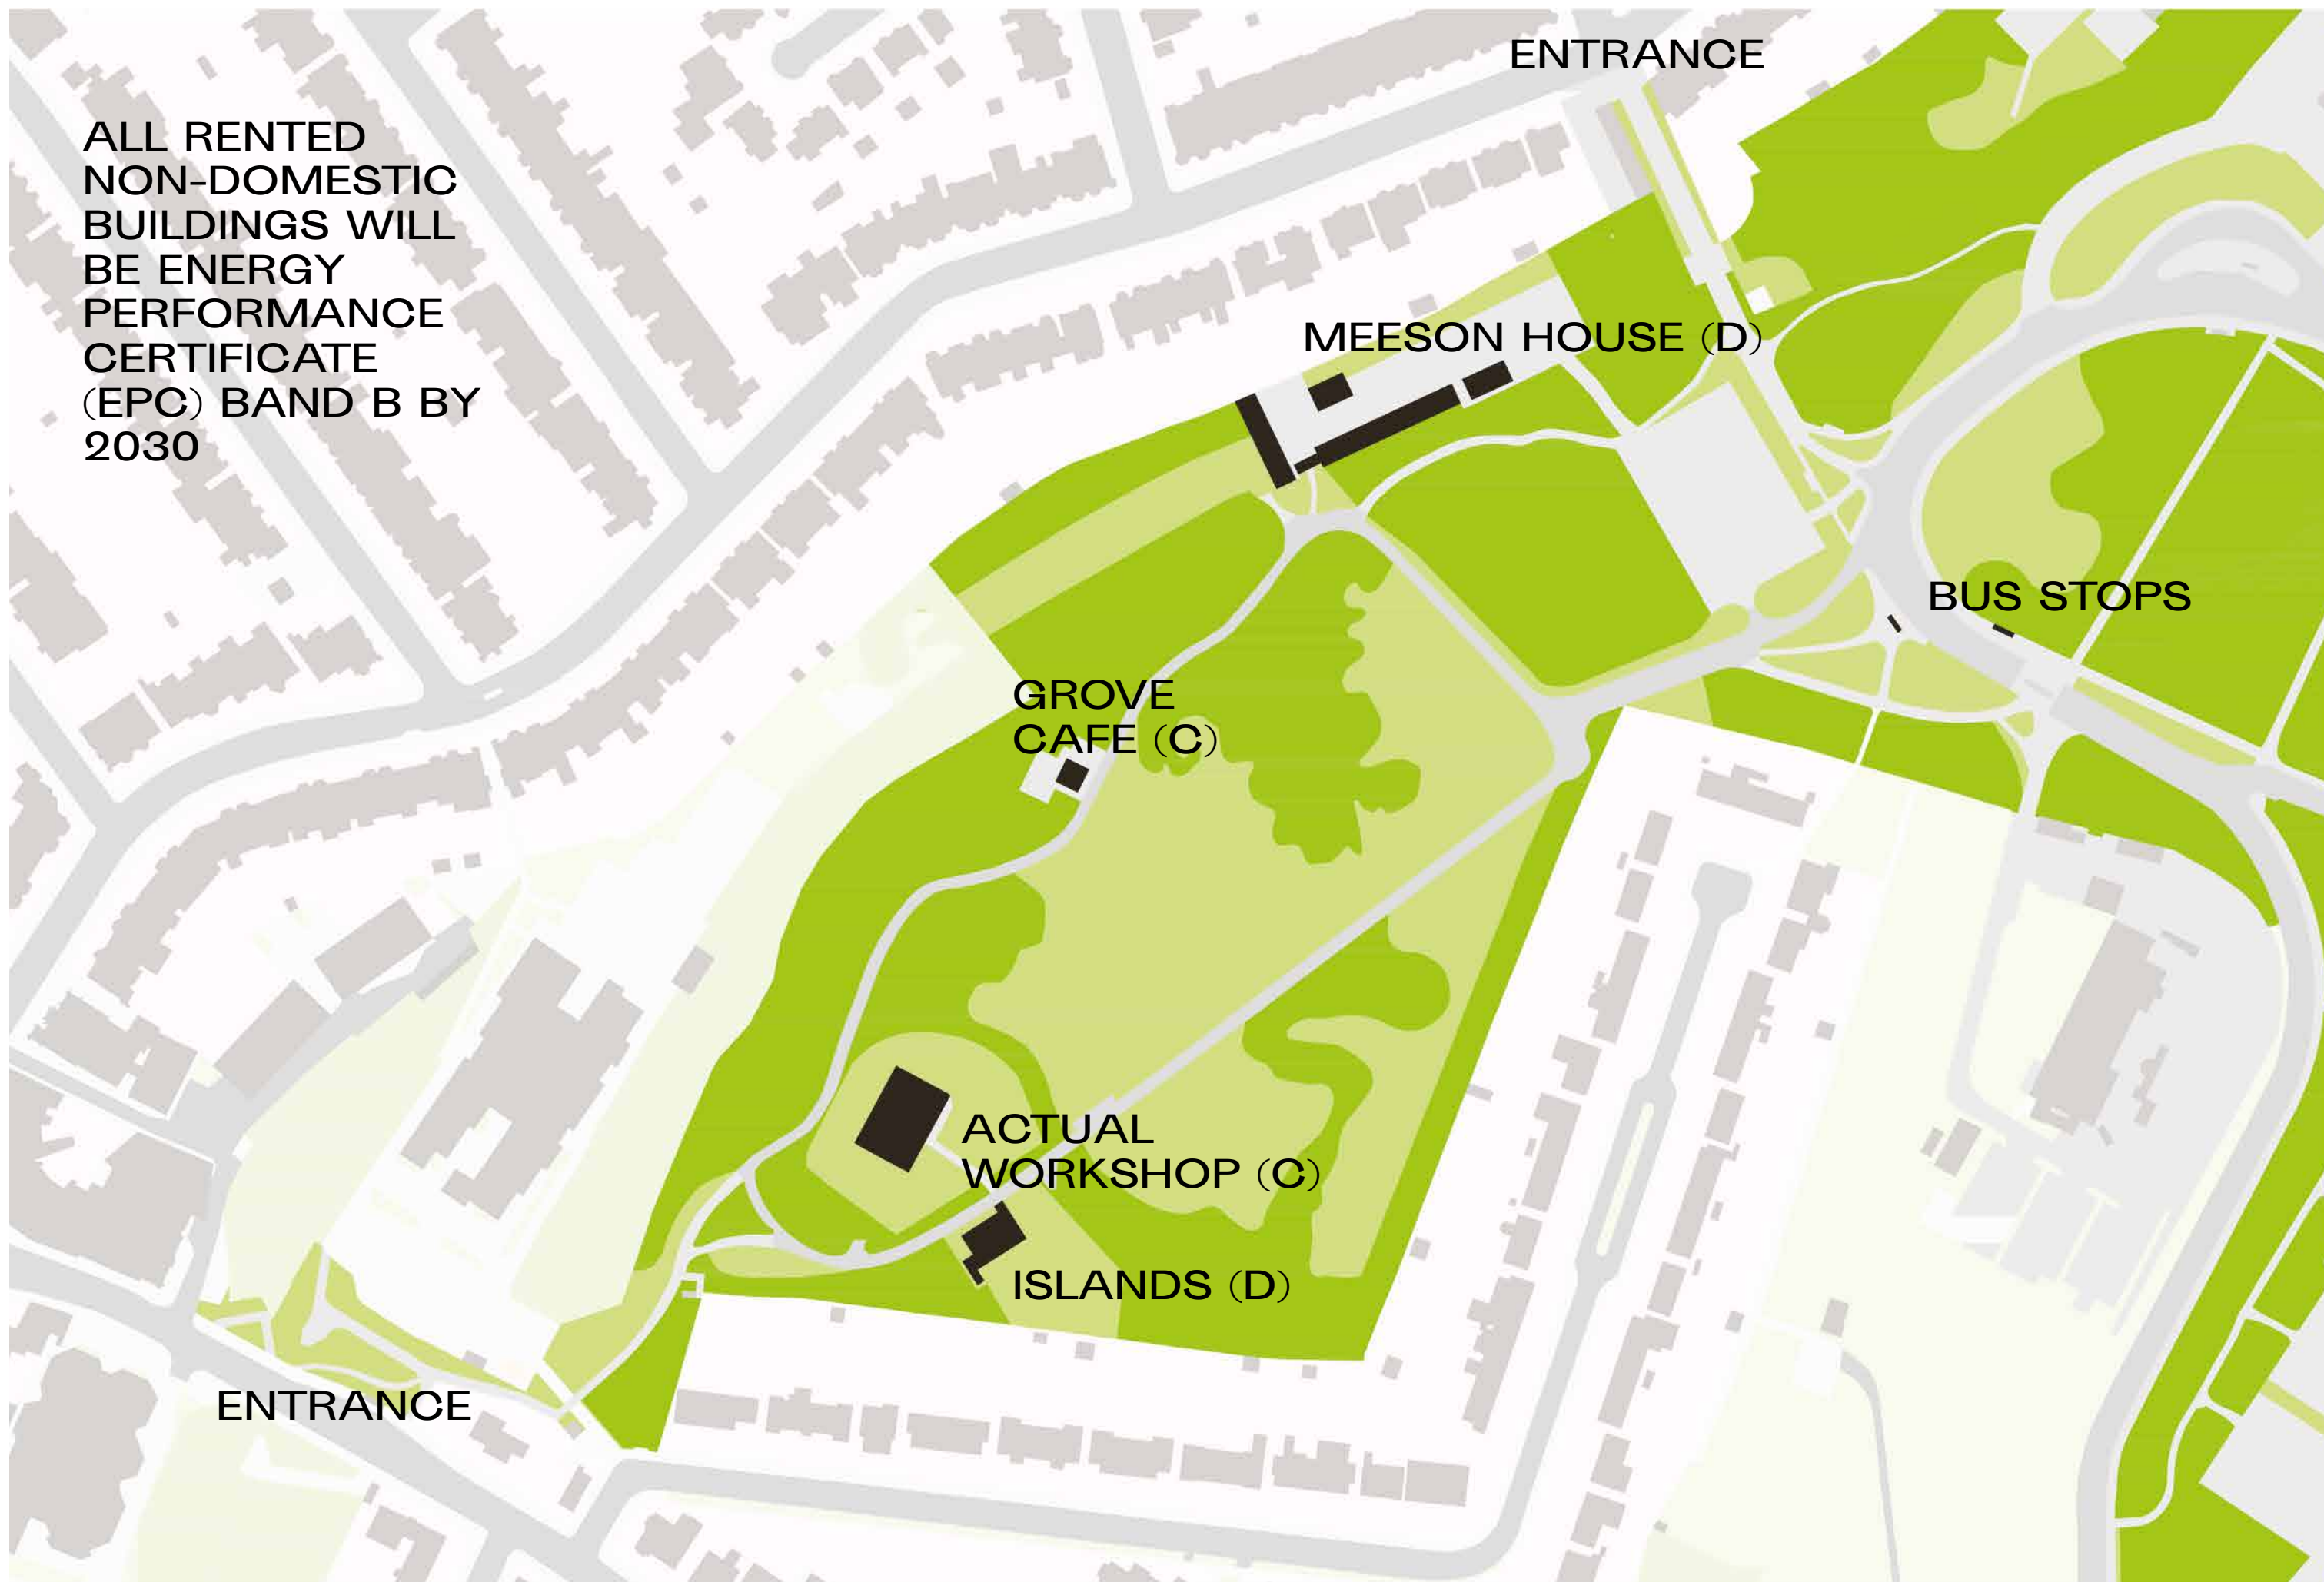 ENTRANCE
ALL RENTED
NON-DOMESTIC
BUILDINGS WILL
BE ENERGY
PERFORMANCE
CERTIFICATE
(EPC) BAND B BY
2030
MEESON HOUSE (D)
BUS STOPS
GROVE
CAFE (C)
ACTUAL
WORKSHOP (C)
ISLANDS (D)
ENTRANCE